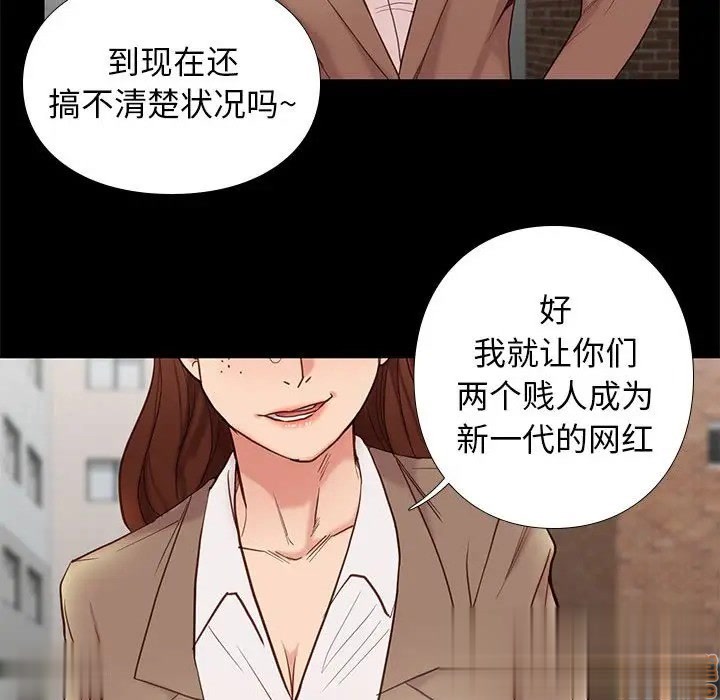 到现在还
搞不清楚状况吗~
好
我就让你们
两个贱人成为
新一代的网红